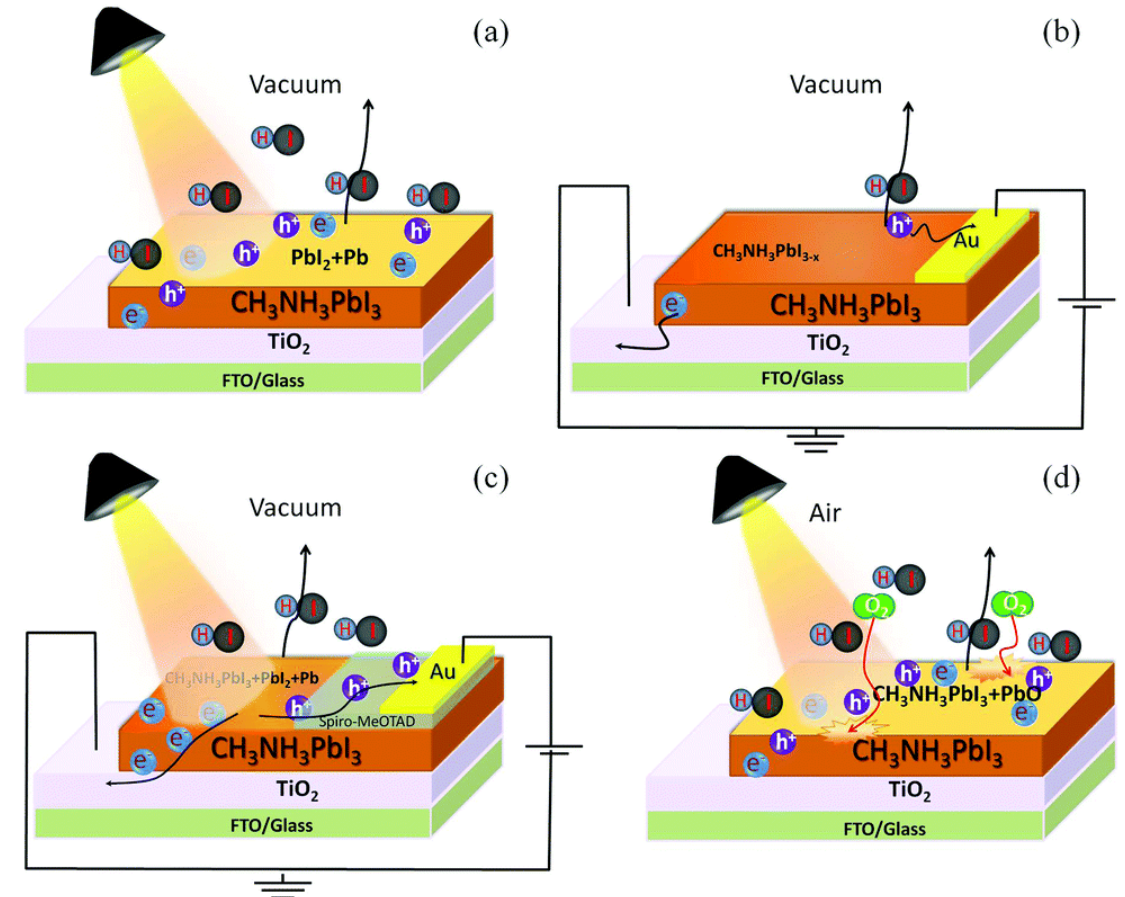 (a)
Vacuum
H I
H I
H I
H I
H I
h⁺ e⁻
h⁺
e⁻ h⁺
PbI₂+Pb
e⁻
h⁺
e⁻
CH₃NH₃PbI₃
TiO₂
FTO/Glass
(b)
Vacuum
H I
h⁺
Au
CH₃NH₃PbI₃₋ₓ
e⁻
CH₃NH₃PbI₃
TiO₂
FTO/Glass
(c)
Vacuum
H I
H I
H I
h⁺
Au
CH₃NH₃PbI₃+PbI₂+Pb
h⁺
h⁺
e⁻ e⁻
Spiro-MeOTAD
e⁻
e⁻
CH₃NH₃PbI₃
TiO₂
FTO/Glass
(d)
Air
H I
O₂
O₂
H I
H I
H I
h⁺ e⁻
h⁺
CH₃NH₃PbI₃+PbO
H I
e⁻ h⁺
e⁻
h⁺
e⁻
CH₃NH₃PbI₃
TiO₂
FTO/Glass